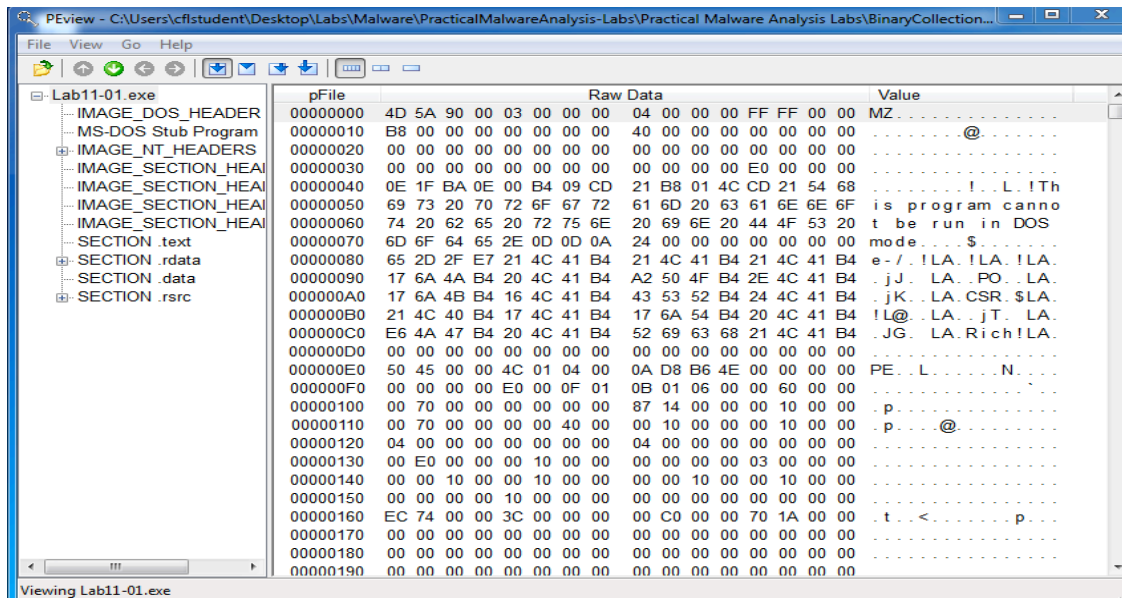 PEview - C:\Users\cflstudent\Desktop\Labs\Malware\PracticalMalwareAnalysis-Labs\Practical Malware Analysis Labs\BinaryCollection...
File View Go Help
Lab11-01.exe
IMAGE_DOS_HEADER
MS-DOS Stub Program
IMAGE_NT_HEADERS
IMAGE_SECTION_HEAI
IMAGE_SECTION_HEAI
IMAGE_SECTION_HEAI
IMAGE_SECTION_HEAI
SECTION .text
SECTION .rdata
SECTION .data
SECTION .rsrc
pFile Raw Data Value
00000000 4D 5A 90 00 03 00 00 00 04 00 00 00 FF FF 00 00 MZ..............
00000010 B8 00 00 00 00 00 00 00 40 00 00 00 00 00 00 00 ........@.......
00000020 00 00 00 00 00 00 00 00 00 00 00 00 00 00 00 00 ................
00000030 00 00 00 00 00 00 00 00 00 00 00 00 E0 00 00 00 ................
00000040 0E 1F BA 0E 00 B4 09 CD 21 B8 01 4C CD 21 54 68 ........!..L.!Th
00000050 69 73 20 70 72 6F 67 72 61 6D 20 63 61 6E 6E 6F is program canno
00000060 74 20 62 65 20 72 75 6E 20 69 6E 20 44 4F 53 20 t be run in DOS
00000070 6D 6F 64 65 2E 0D 0D 0A 24 00 00 00 00 00 00 00 mode....$.......
00000080 65 2D 2F E7 21 4C 41 B4 21 4C 41 B4 21 4C 41 B4 e-/.!LA.!LA.!LA.
00000090 17 6A 4A B4 20 4C 41 B4 A2 50 4F B4 2E 4C 41 B4 .jJ. LA..PO..LA.
000000A0 17 6A 4B B4 16 4C 41 B4 43 53 52 B4 24 4C 41 B4 .jK..LA.CSR.$LA.
000000B0 21 4C 40 B4 17 4C 41 B4 17 6A 54 B4 20 4C 41 B4 !L@..LA..jT. LA.
000000C0 E6 4A 47 B4 20 4C 41 B4 52 69 63 68 21 4C 41 B4 .JG. LA.Rich!LA.
000000D0 00 00 00 00 00 00 00 00 00 00 00 00 00 00 00 00 ................
000000E0 50 45 00 00 4C 01 04 00 0A D8 B6 4E 00 00 00 00 PE..L......N....
000000F0 00 00 00 00 E0 00 0F 01 0B 01 06 00 00 60 00 00 .............`..
00000100 00 70 00 00 00 00 00 00 87 14 00 00 00 10 00 00 .p..............
00000110 00 70 00 00 00 00 40 00 00 10 00 00 00 10 00 00 .p....@.........
00000120 04 00 00 00 00 00 00 00 04 00 00 00 00 00 00 00 ................
00000130 00 E0 00 00 00 10 00 00 00 00 00 00 03 00 00 00 ................
00000140 00 00 10 00 00 10 00 00 00 00 10 00 00 10 00 00 ................
00000150 00 00 00 00 10 00 00 00 00 00 00 00 00 00 00 00 ................
00000160 EC 74 00 00 3C 00 00 00 00 C0 00 00 70 1A 00 00 .t..<.......p...
00000170 00 00 00 00 00 00 00 00 00 00 00 00 00 00 00 00 ................
00000180 00 00 00 00 00 00 00 00 00 00 00 00 00 00 00 00 ................
00000190 00 00 00 00 00 00 00 00 00 00 00 00 00 00 00 00
Viewing Lab11-01.exe